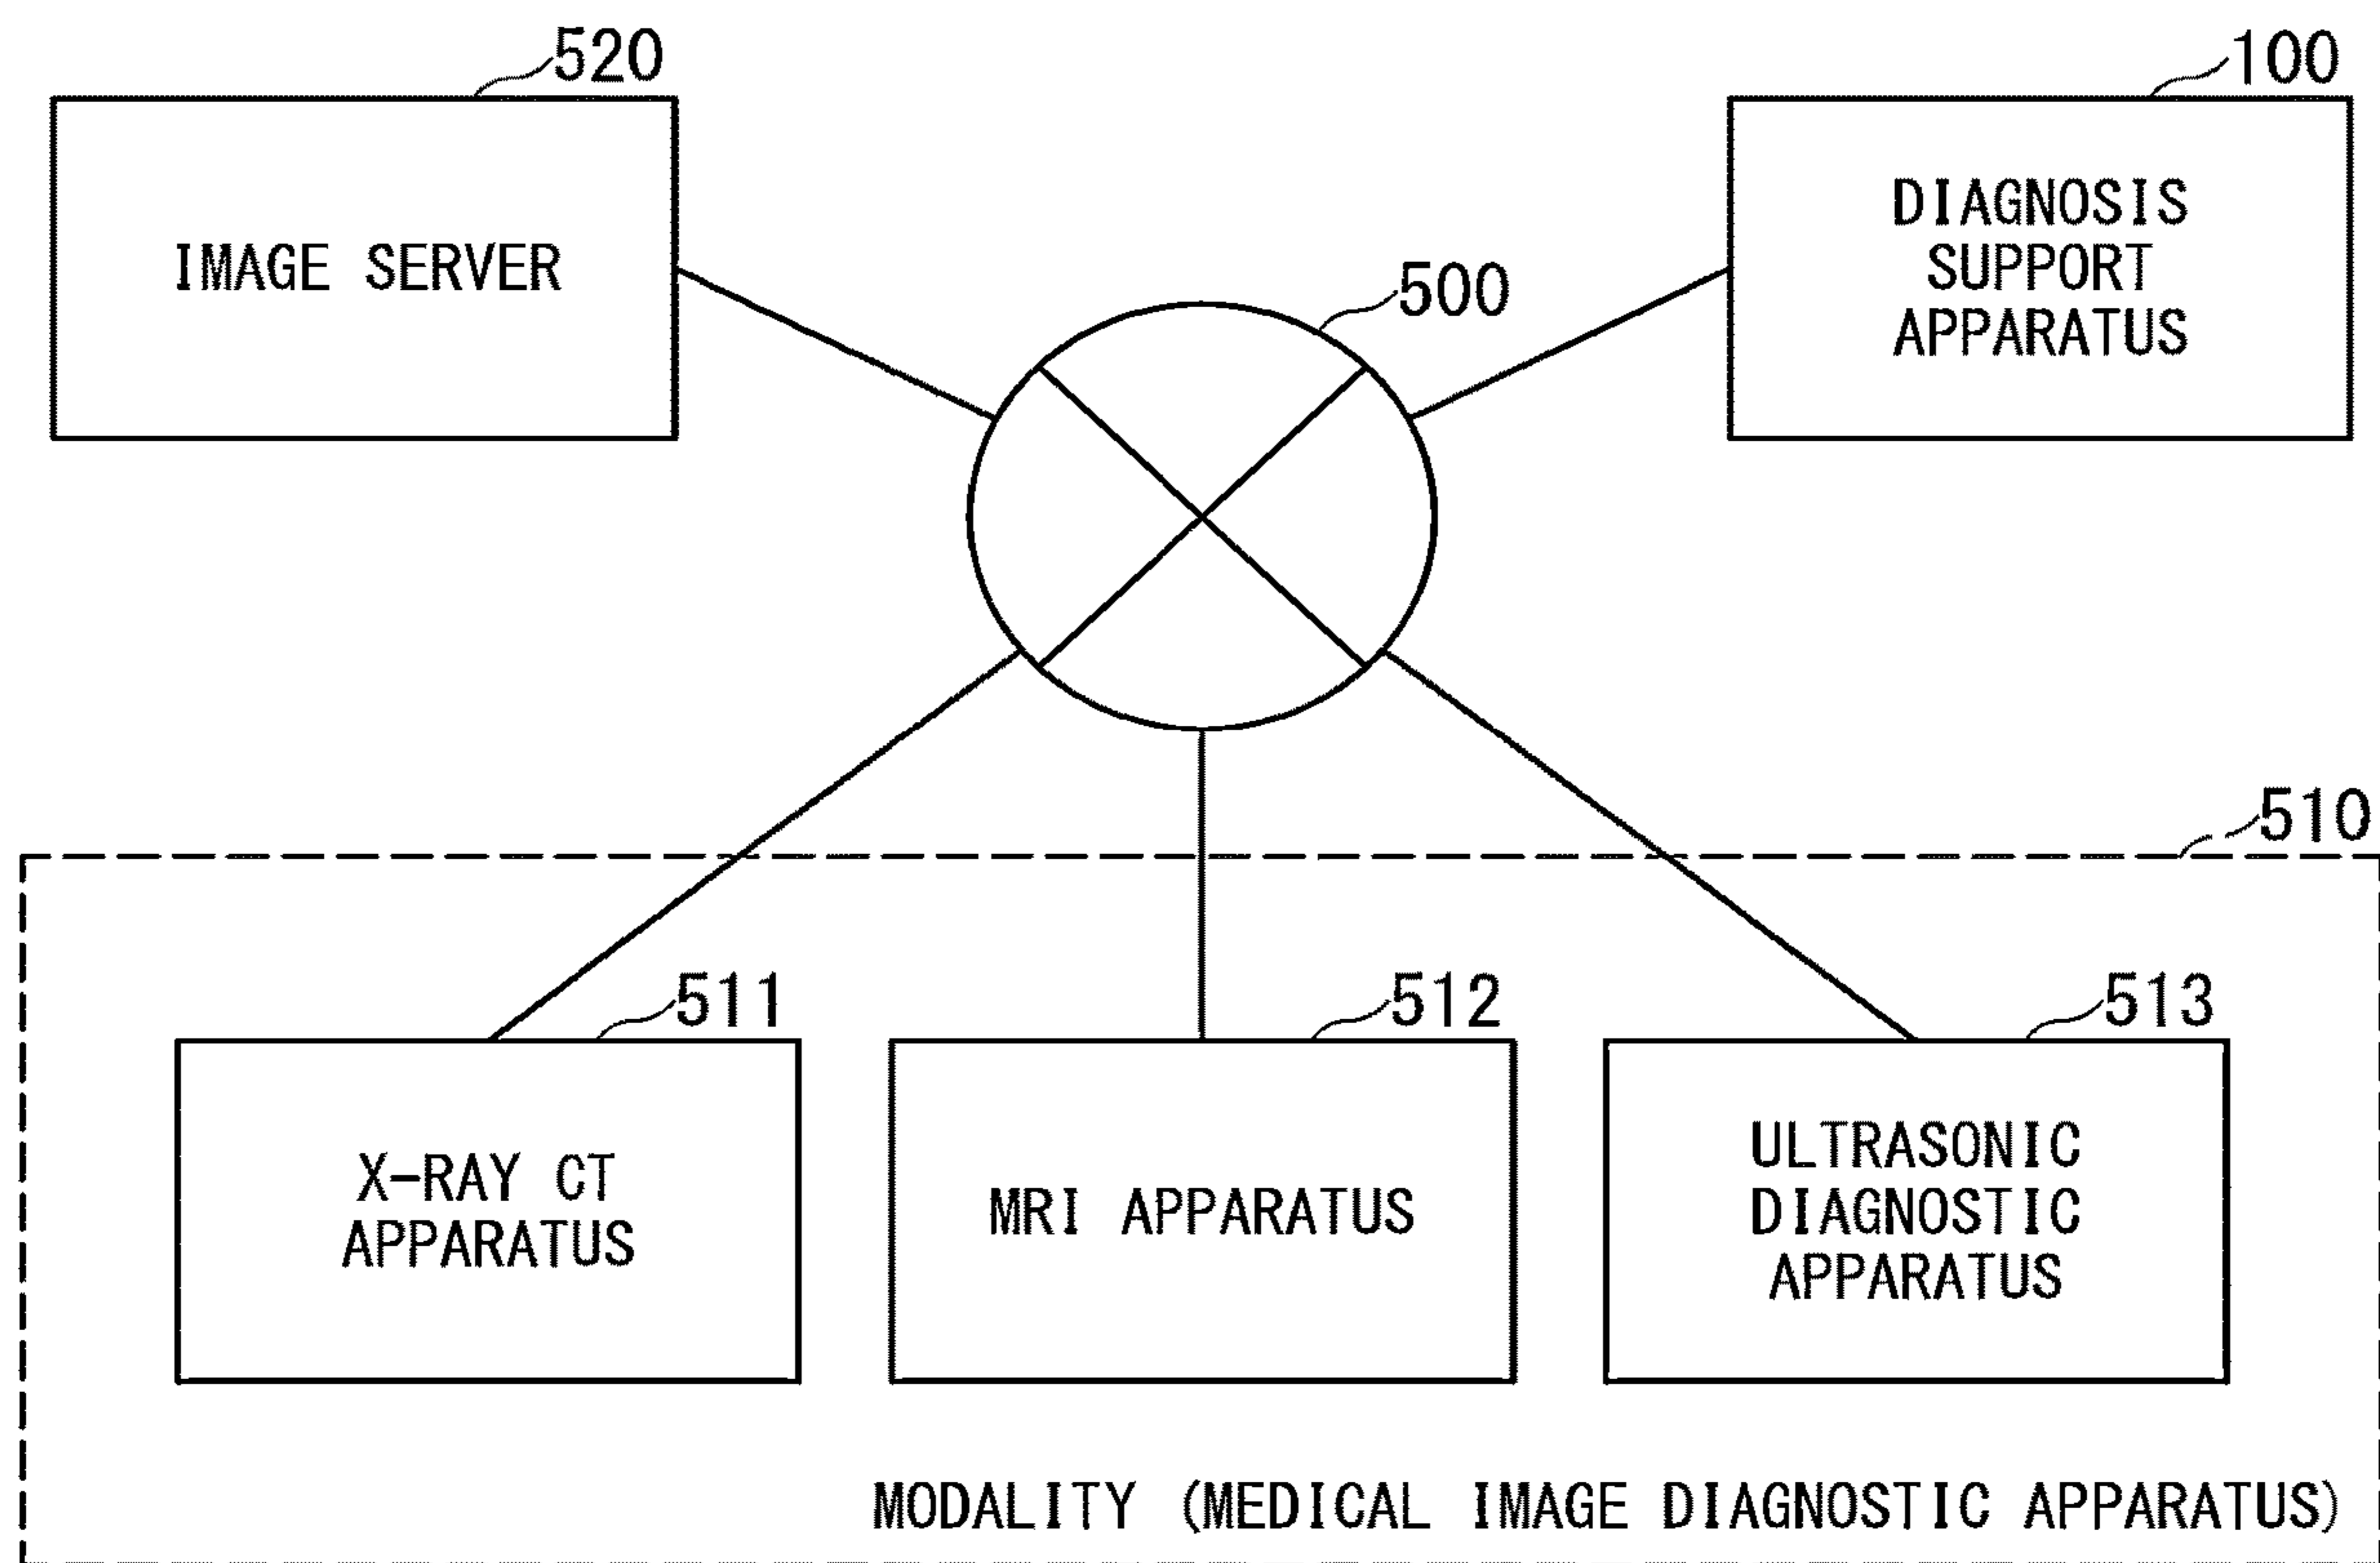 520
IMAGE SERVER
100
DIAGNOSIS
SUPPORT
APPARATUS
500
510
511
X-RAY CT
APPARATUS
512
MRI APPARATUS
513
ULTRASONIC
DIAGNOSTIC
APPARATUS
MODALITY (MEDICAL IMAGE DIAGNOSTIC APPARATUS)